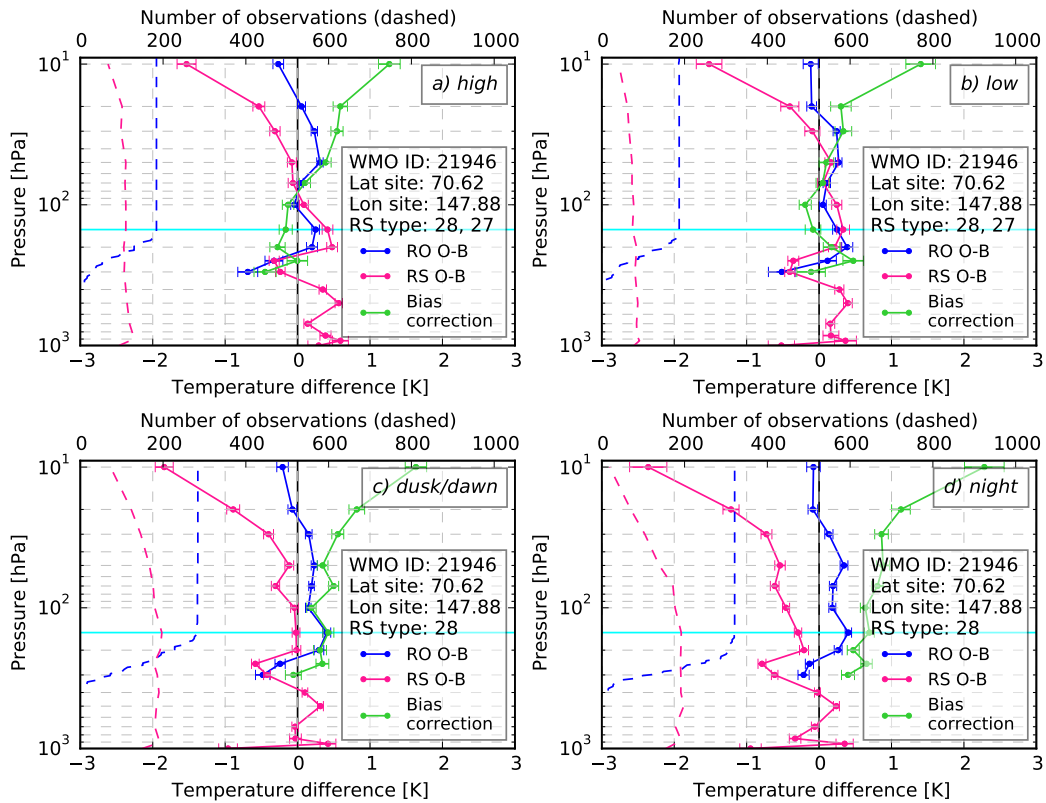 Number of observations (dashed)
0 200 400 600 800 1000
a) high
10¹
10²
10³
Pressure [hPa]
WMO ID: 21946
Lat site: 70.62
Lon site: 147.88
RS type: 28, 27
RO O-B
RS O-B
Bias
correction
−3 −2 −1 0 1 2 3
Temperature difference [K]
Number of observations (dashed)
0 200 400 600 800 1000
b) low
10¹
10²
10³
Pressure [hPa]
WMO ID: 21946
Lat site: 70.62
Lon site: 147.88
RS type: 28, 27
RO O-B
RS O-B
Bias
correction
−3 −2 −1 0 1 2 3
Temperature difference [K]
Number of observations (dashed)
0 200 400 600 800 1000
c) dusk/dawn
10¹
10²
10³
Pressure [hPa]
WMO ID: 21946
Lat site: 70.62
Lon site: 147.88
RS type: 28
RO O-B
RS O-B
Bias
correction
−3 −2 −1 0 1 2 3
Temperature difference [K]
Number of observations (dashed)
0 200 400 600 800 1000
d) night
10¹
10²
10³
Pressure [hPa]
WMO ID: 21946
Lat site: 70.62
Lon site: 147.88
RS type: 28
RO O-B
RS O-B
Bias
correction
−3 −2 −1 0 1 2 3
Temperature difference [K]